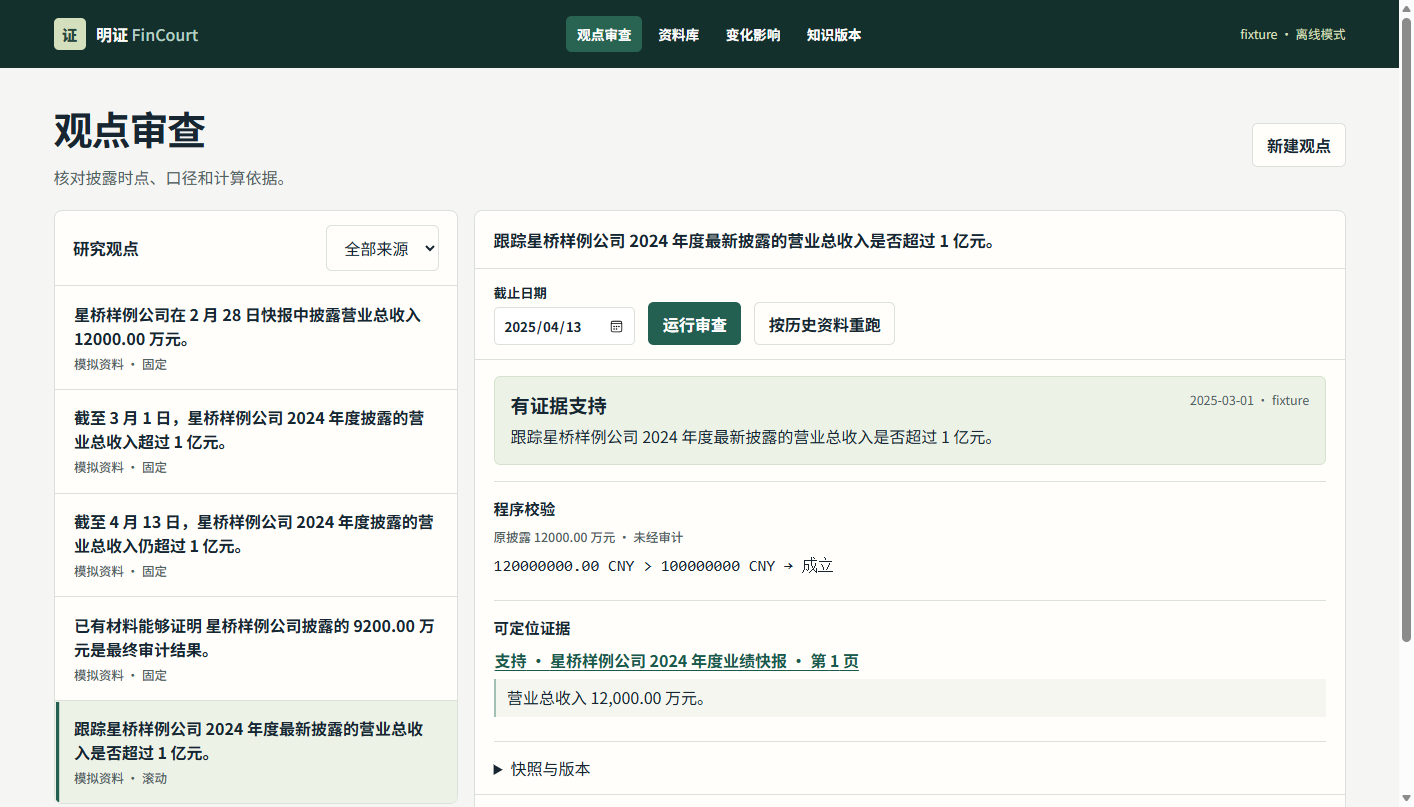 证 明证 FinCourt
观点审查 资料库 变化影响 知识版本
fixture · 离线模式
观点审查
核对披露时点、口径和计算依据。
新建观点
研究观点
全部来源
星桥样例公司在 2 月 28 日快报中披露营业总收入
12000.00 万元。
模拟资料 · 固定
截至 3 月 1 日，星桥样例公司 2024 年度披露的营
业总收入超过 1 亿元。
模拟资料 · 固定
截至 4 月 13 日，星桥样例公司 2024 年度披露的营
业总收入仍超过 1 亿元。
模拟资料 · 固定
已有材料能够证明 星桥样例公司披露的 9200.00 万
元是最终审计结果。
模拟资料 · 固定
跟踪星桥样例公司 2024 年度最新披露的营业总收
入是否超过 1 亿元。
模拟资料 · 滚动
跟踪星桥样例公司 2024 年度最新披露的营业总收入是否超过 1 亿元。
截止日期
2025/04/13
运行审查
按历史资料重跑
有证据支持
2025-03-01 · fixture
跟踪星桥样例公司 2024 年度最新披露的营业总收入是否超过 1 亿元。
程序校验
原披露 12000.00 万元 · 未经审计
120000000.00 CNY > 100000000 CNY → 成立
可定位证据
支持 · 星桥样例公司 2024 年度业绩快报 · 第 1 页
营业总收入 12,000.00 万元。
快照与版本